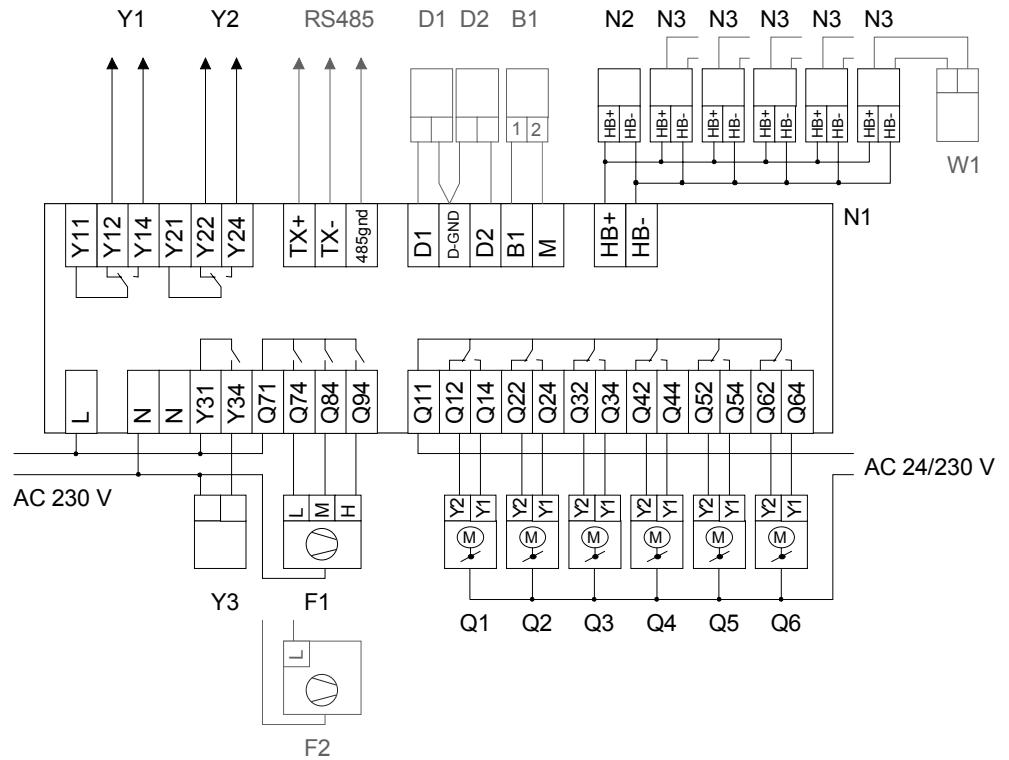 Y1 Y2 RS485 D1 D2 B1 N2 N3 N3 N3 N3 N3
1 2 HB+ HB- HB+ HB- HB+ HB- HB+ HB- HB+ HB- HB+ HB-
W1
Y11 Y12 Y14 Y21 Y22 Y24 TX+ TX- 485gnd D1 D-GND D2 B1 M HB+ HB- N1
L N N Y31 Y34 Q71 Q74 Q84 Q94 Q11 Q12 Q14 Q22 Q24 Q32 Q34 Q42 Q44 Q52 Q54 Q62 Q64
AC 24/230 V
AC 230 V
L M H Y2 Y1 Y2 Y1 Y2 Y1 Y2 Y1 Y2 Y1 Y2 Y1
M M M M M M
Y3 F1 Q1 Q2 Q3 Q4 Q5 Q6
L
F2